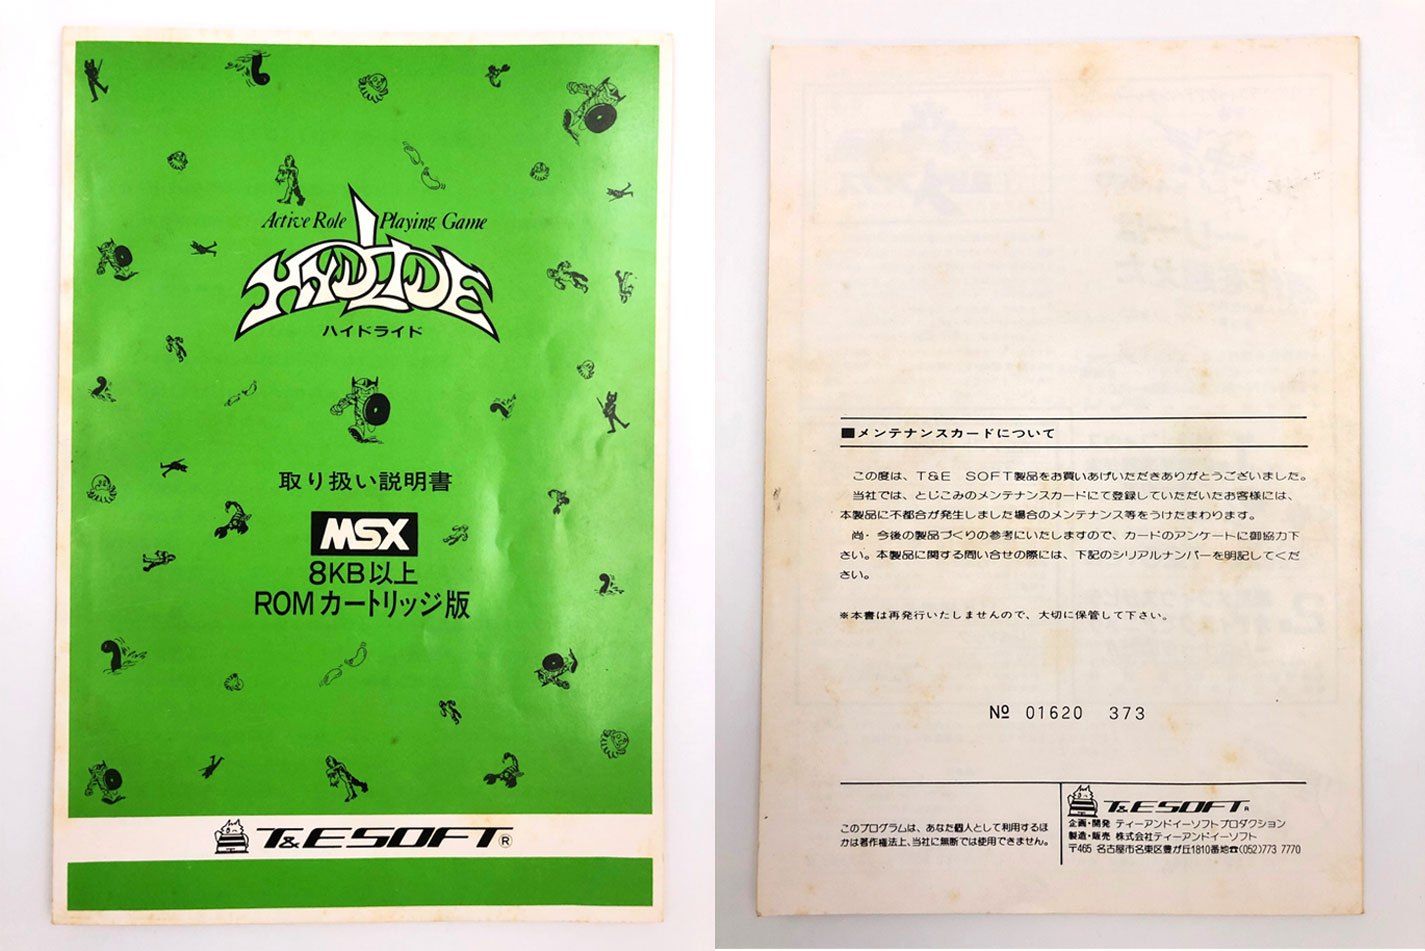 Active Role Playing Game
HYDLIDE
ハイドライド
取り扱い説明書
MSX
8KB以上
ROMカートリッジ版
T&E SOFT®
■メンテナンスカードについて
この度は、T&E SOFT製品をお買いあげいただきありがとうございました。
当社では、とじこみのメンテナンスカードにて登録していただいたお客様には、
本製品に不都合が発生しました場合のメンテナンス等をうけたまわります。
尚・今後の製品づくりの参考にいたしますので、カードのアンケートに御協力下
さい。本製品に関する問い合せの際には、下記のシリアルナンバーを明記してくだ
さい。
※本書は再発行いたしませんので、大切に保管して下さい。
№ 01620 373
このプログラムは、あなた個人として利用するほ
かは著作権法上、当社に無断では使用できません。
T&E SOFT®
企画・開発 ティーアンドイーソフトプロダクション
製造・販売 株式会社ティーアンドイーソフト
〒465 名古屋市名東区豊が丘1810番地☎(052)773 7770